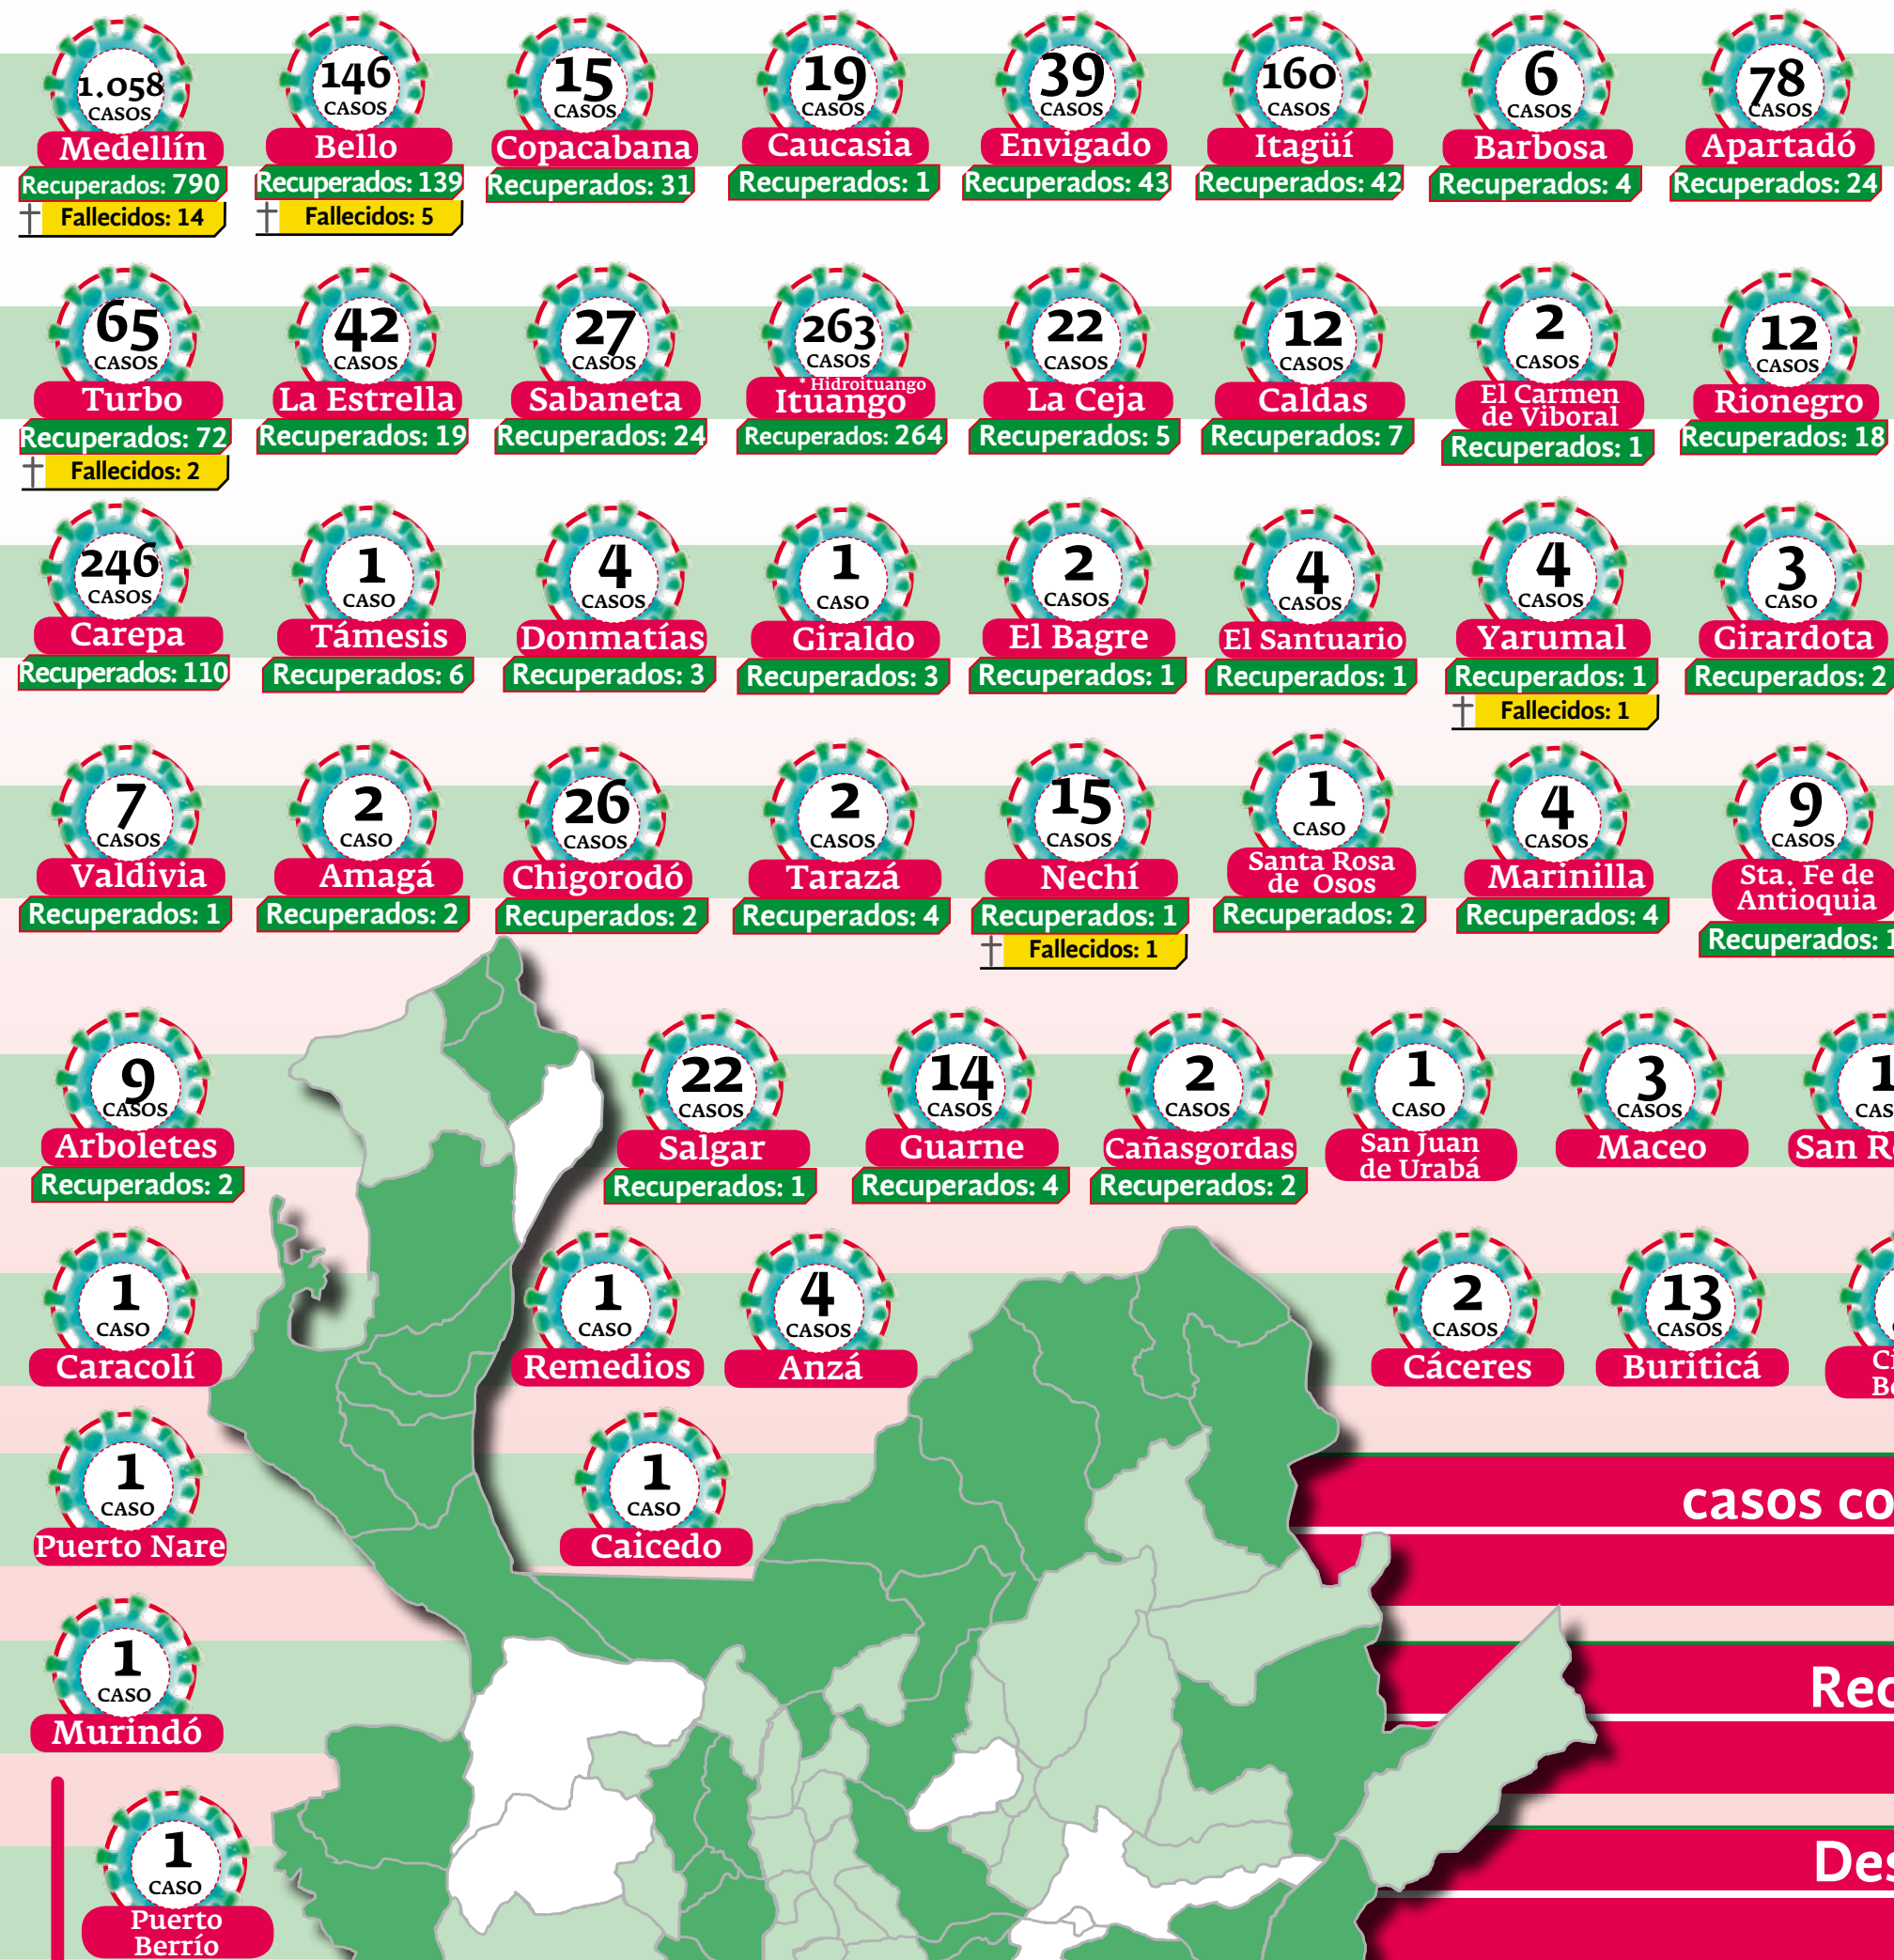 1.058
CASOS
Medellín
Recuperados: 790
Fallecidos: 14
146
CASOS
Bello
Recuperados: 139
Fallecidos: 5
15
CASOS
Copacabana
Recuperados: 31
19
CASOS
Caucasia
Recuperados: 1
39
CASOS
Envigado
Recuperados: 43
160
CASOS
Itagüí
Recuperados: 42
6
CASOS
Barbosa
Recuperados: 4
78
CASOS
Apartadó
Recuperados: 24
65
CASOS
Turbo
Recuperados: 72
Fallecidos: 2
42
CASOS
La Estrella
Recuperados: 19
27
CASOS
Sabaneta
Recuperados: 24
263
CASOS
* Hidroituango
Ituango*
Recuperados: 264
22
CASOS
La Ceja
Recuperados: 5
12
CASOS
Caldas
Recuperados: 7
2
CASOS
El Carmen
de Viboral
Recuperados: 1
12
CASOS
Rionegro
Recuperados: 18
246
CASOS
Carepa
Recuperados: 110
1
CASO
Támesis
Recuperados: 6
4
CASOS
Donmatías
Recuperados: 3
1
CASO
Giraldo
Recuperados: 3
2
CASOS
El Bagre
Recuperados: 1
4
CASOS
El Santuario
Recuperados: 1
4
CASOS
Yarumal
Recuperados: 1
Fallecidos: 1
3
CASO
Girardota
Recuperados: 2
7
CASOS
Valdivia
Recuperados: 1
2
CASO
Amagá
Recuperados: 2
26
CASOS
Chigorodó
Recuperados: 2
2
CASOS
Tarazá
Recuperados: 4
15
CASOS
Nechí
Recuperados: 1
Fallecidos: 1
1
CASO
Santa Rosa
de Osos
Recuperados: 2
4
CASOS
Marinilla
Recuperados: 4
9
CASOS
Sta. Fe de
Antioquia
Recuperados: 1
9
CASOS
Arboletes
Recuperados: 2
22
CASOS
Salgar
Recuperados: 1
14
CASOS
Guarne
Recuperados: 4
2
CASOS
Cañasgordas
Recuperados: 2
1
CASO
San Juan
de Urabá
3
CASOS
Maceo
1
CAS
San R
1
CASO
Caracolí
1
CASO
Remedios
4
CASOS
Anzá
2
CASOS
Cáceres
13
CASOS
Buriticá
Ci
B
1
CASO
Puerto Nare
1
CASO
Caicedo
casos co
1
CASO
Murindó
Rec
1
CASO
Puerto
Berrío
Des